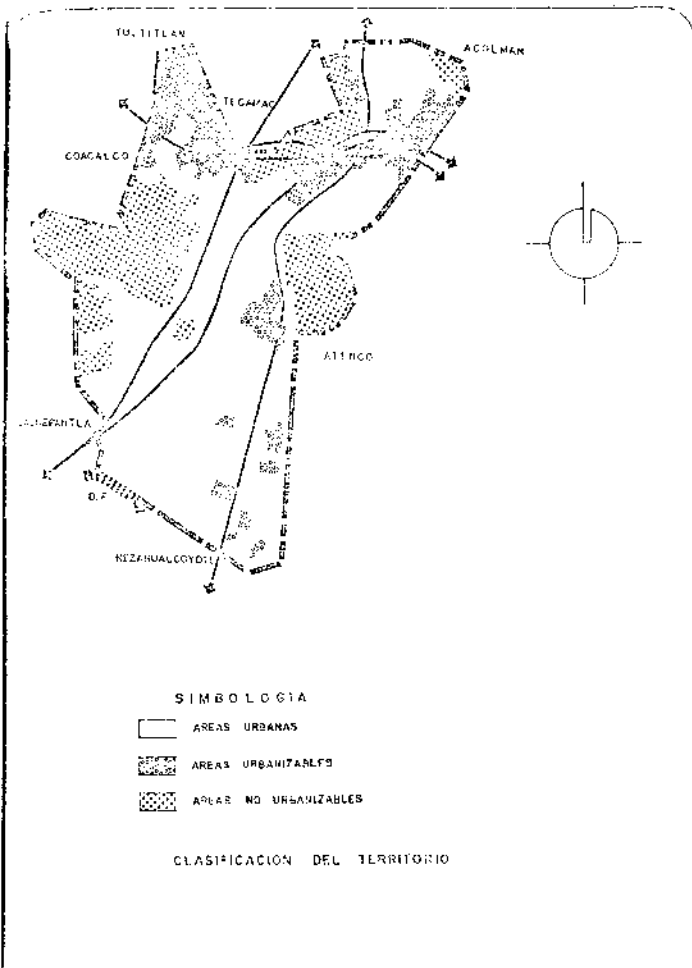 TULTITLAN
ACOLMAN
TECAMAC
COACALCO
ATENCO
TLALNEPANTLA
D.F.
NEZAHUALCOYOTL
SIMBOLOGIA
AREAS URBANAS
AREAS URBANIZABLES
AREAS NO URBANIZABLES
CLASIFICACION DEL TERRITORIO